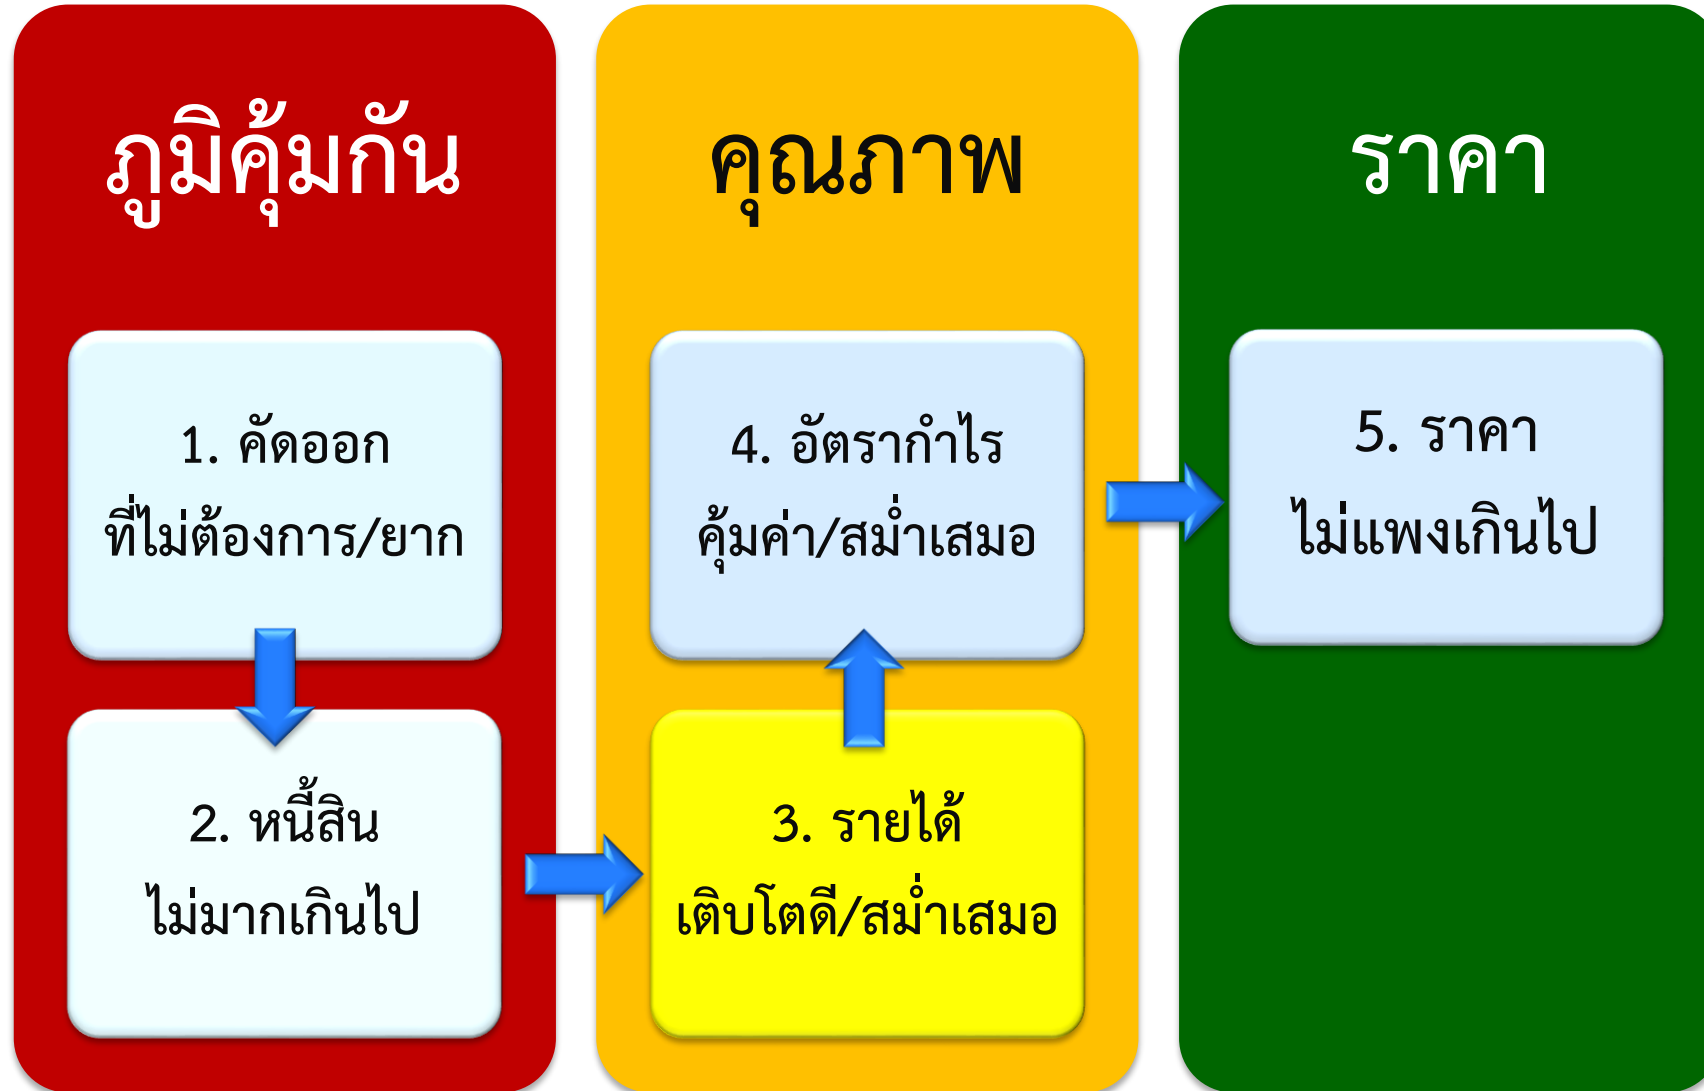 ภูมิคุ้มกัน
1. คัดออก
ที่ไม่ต้องการ/ยาก
2. หนี้สิน
ไม่มากเกินไป
คุณภาพ
4. อัตรากำไร
คุ้มค่า/สม่ำเสมอ
3. รายได้
เติบโตดี/สม่ำเสมอ
ราคา
5. ราคา
ไม่แพงเกินไป